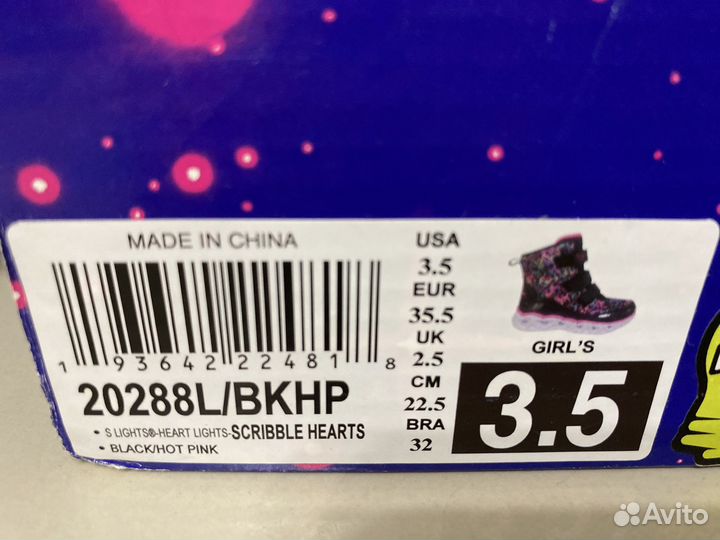 MADE IN CHINA
1 93642 22481 8
20288L/BKHP
• S LIGHTS®-HEART LIGHTS-SCRIBBLE HEARTS
• BLACK/HOT PINK
USA
3.5
EUR
35.5
UK
2.5
CM
22.5
BRA
32
GIRL'S
3.5
Avito